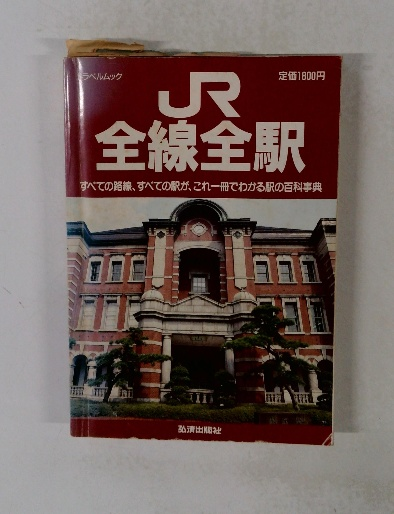 トラベルムック
定価1800円
JR
全線全駅
すべての路線、すべての駅が、これ一冊でわかる駅の百科事典
弘済出版社